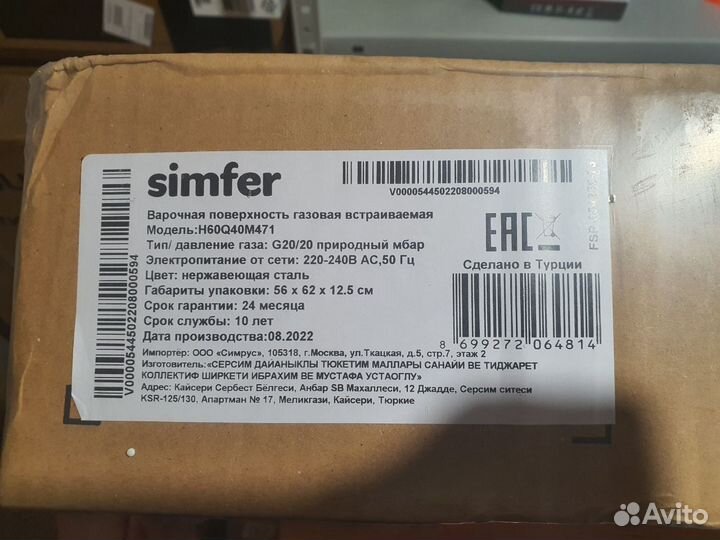 simfer
V0000544502208000594
Варочная поверхность газовая встраиваемая
Модель:H60Q40M471
Тип/ давление газа: G20/20 природный мбар
Электропитание от сети: 220-240В AC,50 Гц
Цвет: нержавеющая сталь
Габариты упаковки: 56 x 62 x 12.5 см
Срок гарантии: 24 месяца
Срок службы: 10 лет
Дата производства:08.2022
EAC
Сделано в Турции
8 699272 064814
Импортер: ООО «Симрус», 105318, г.Москва, ул.Ткацкая, д.5, стр.7, этаж 2
Изготовитель:«СЕРСИМ ДАЙАНЫКЛЫ ТЮКЕТИМ МАЛЛАРЫ САНАЙИ ВЕ ТИДЖАРЕТ
КОЛЛЕКТИФ ШИРКЕТИ ИБРАХИМ ВЕ МУСТАФА УСТАОГЛУ»
Адрес: Кайсери Сербест Бёлгеси, Анбар SB Махаллеси, 12 Джадде, Серсим ситеси
KSR-125/130, Апартман № 17, Меликгази, Кайсери, Тюркие
V0000544502208000594
FSP
Avito